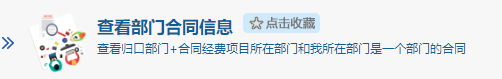 查看部门合同信息 ☆点击收藏
查看归口部门+合同经费项目所在部门和我所在部门是一个部门的合同